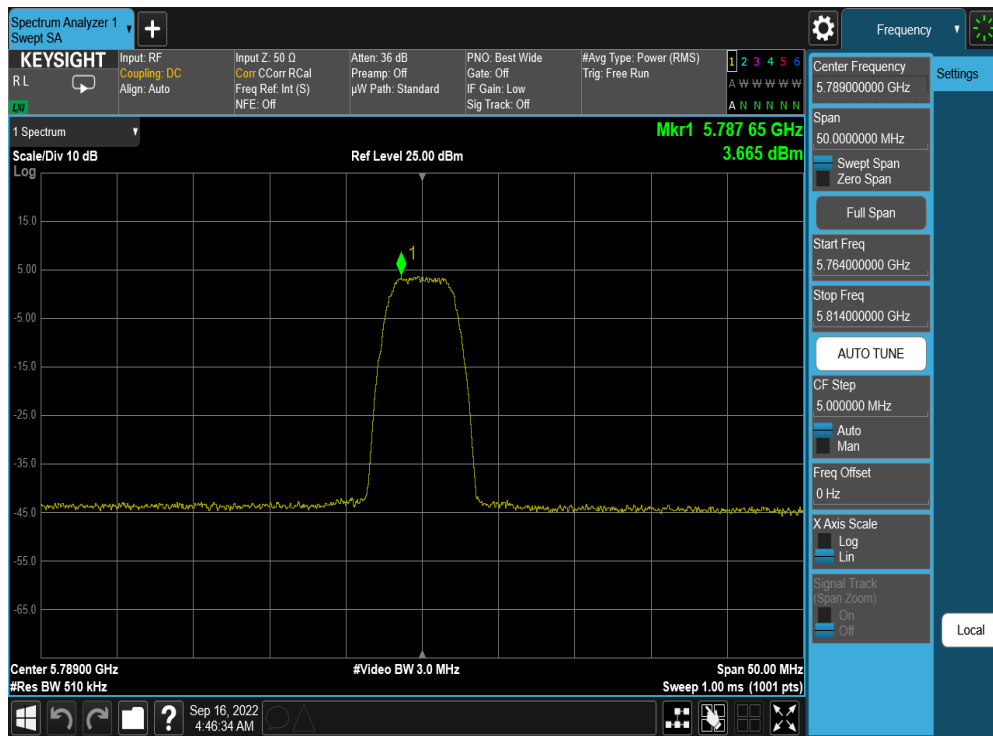 Spectrum Analyzer 1
Swept SA
Frequency
KEYSIGHT
R L
LXI
Input: RF
Coupling: DC
Align: Auto
Input Z: 50 Ω
Corr CCorr RCal
Freq Ref: Int (S)
NFE: Off
Atten: 36 dB
Preamp: Off
µW Path: Standard
PNO: Best Wide
Gate: Off
IF Gain: Low
Sig Track: Off
#Avg Type: Power (RMS)
Trig: Free Run
1 2 3 4 5 6
A W W W W W
A N N N N N
1 Spectrum
Mkr1 5.787 65 GHz
3.665 dBm
Scale/Div 10 dB
Ref Level 25.00 dBm
Log
15.0
5.00
-5.00
-15.0
-25.0
-35.0
-45.0
-55.0
-65.0
1
Center 5.78900 GHz
#Video BW 3.0 MHz
Span 50.00 MHz
#Res BW 510 kHz
Sweep 1.00 ms (1001 pts)
?
Sep 16, 2022
4:46:34 AM
Center Frequency
5.789000000 GHz
Settings
Span
50.0000000 MHz
Swept Span
Zero Span
Full Span
Start Freq
5.764000000 GHz
Stop Freq
5.814000000 GHz
AUTO TUNE
CF Step
5.000000 MHz
Auto
Man
Freq Offset
0 Hz
X Axis Scale
Log
Lin
Signal Track
(Span Zoom)
On
Off
Local